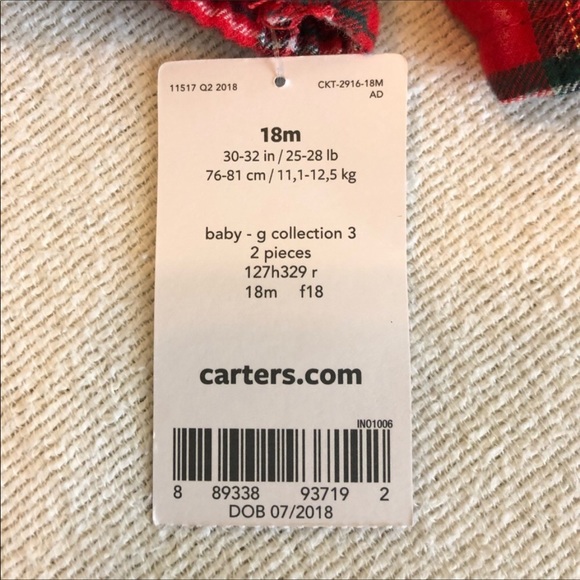 11517 Q2 2018
CKT-2916-18M
AD
18m
30-32 in / 25-28 lb
76-81 cm / 11,1-12,5 kg
baby - g collection 3
2 pieces
127h329 r
18m f18
carters.com
INO1006
8 89338 93719 2
DOB 07/2018